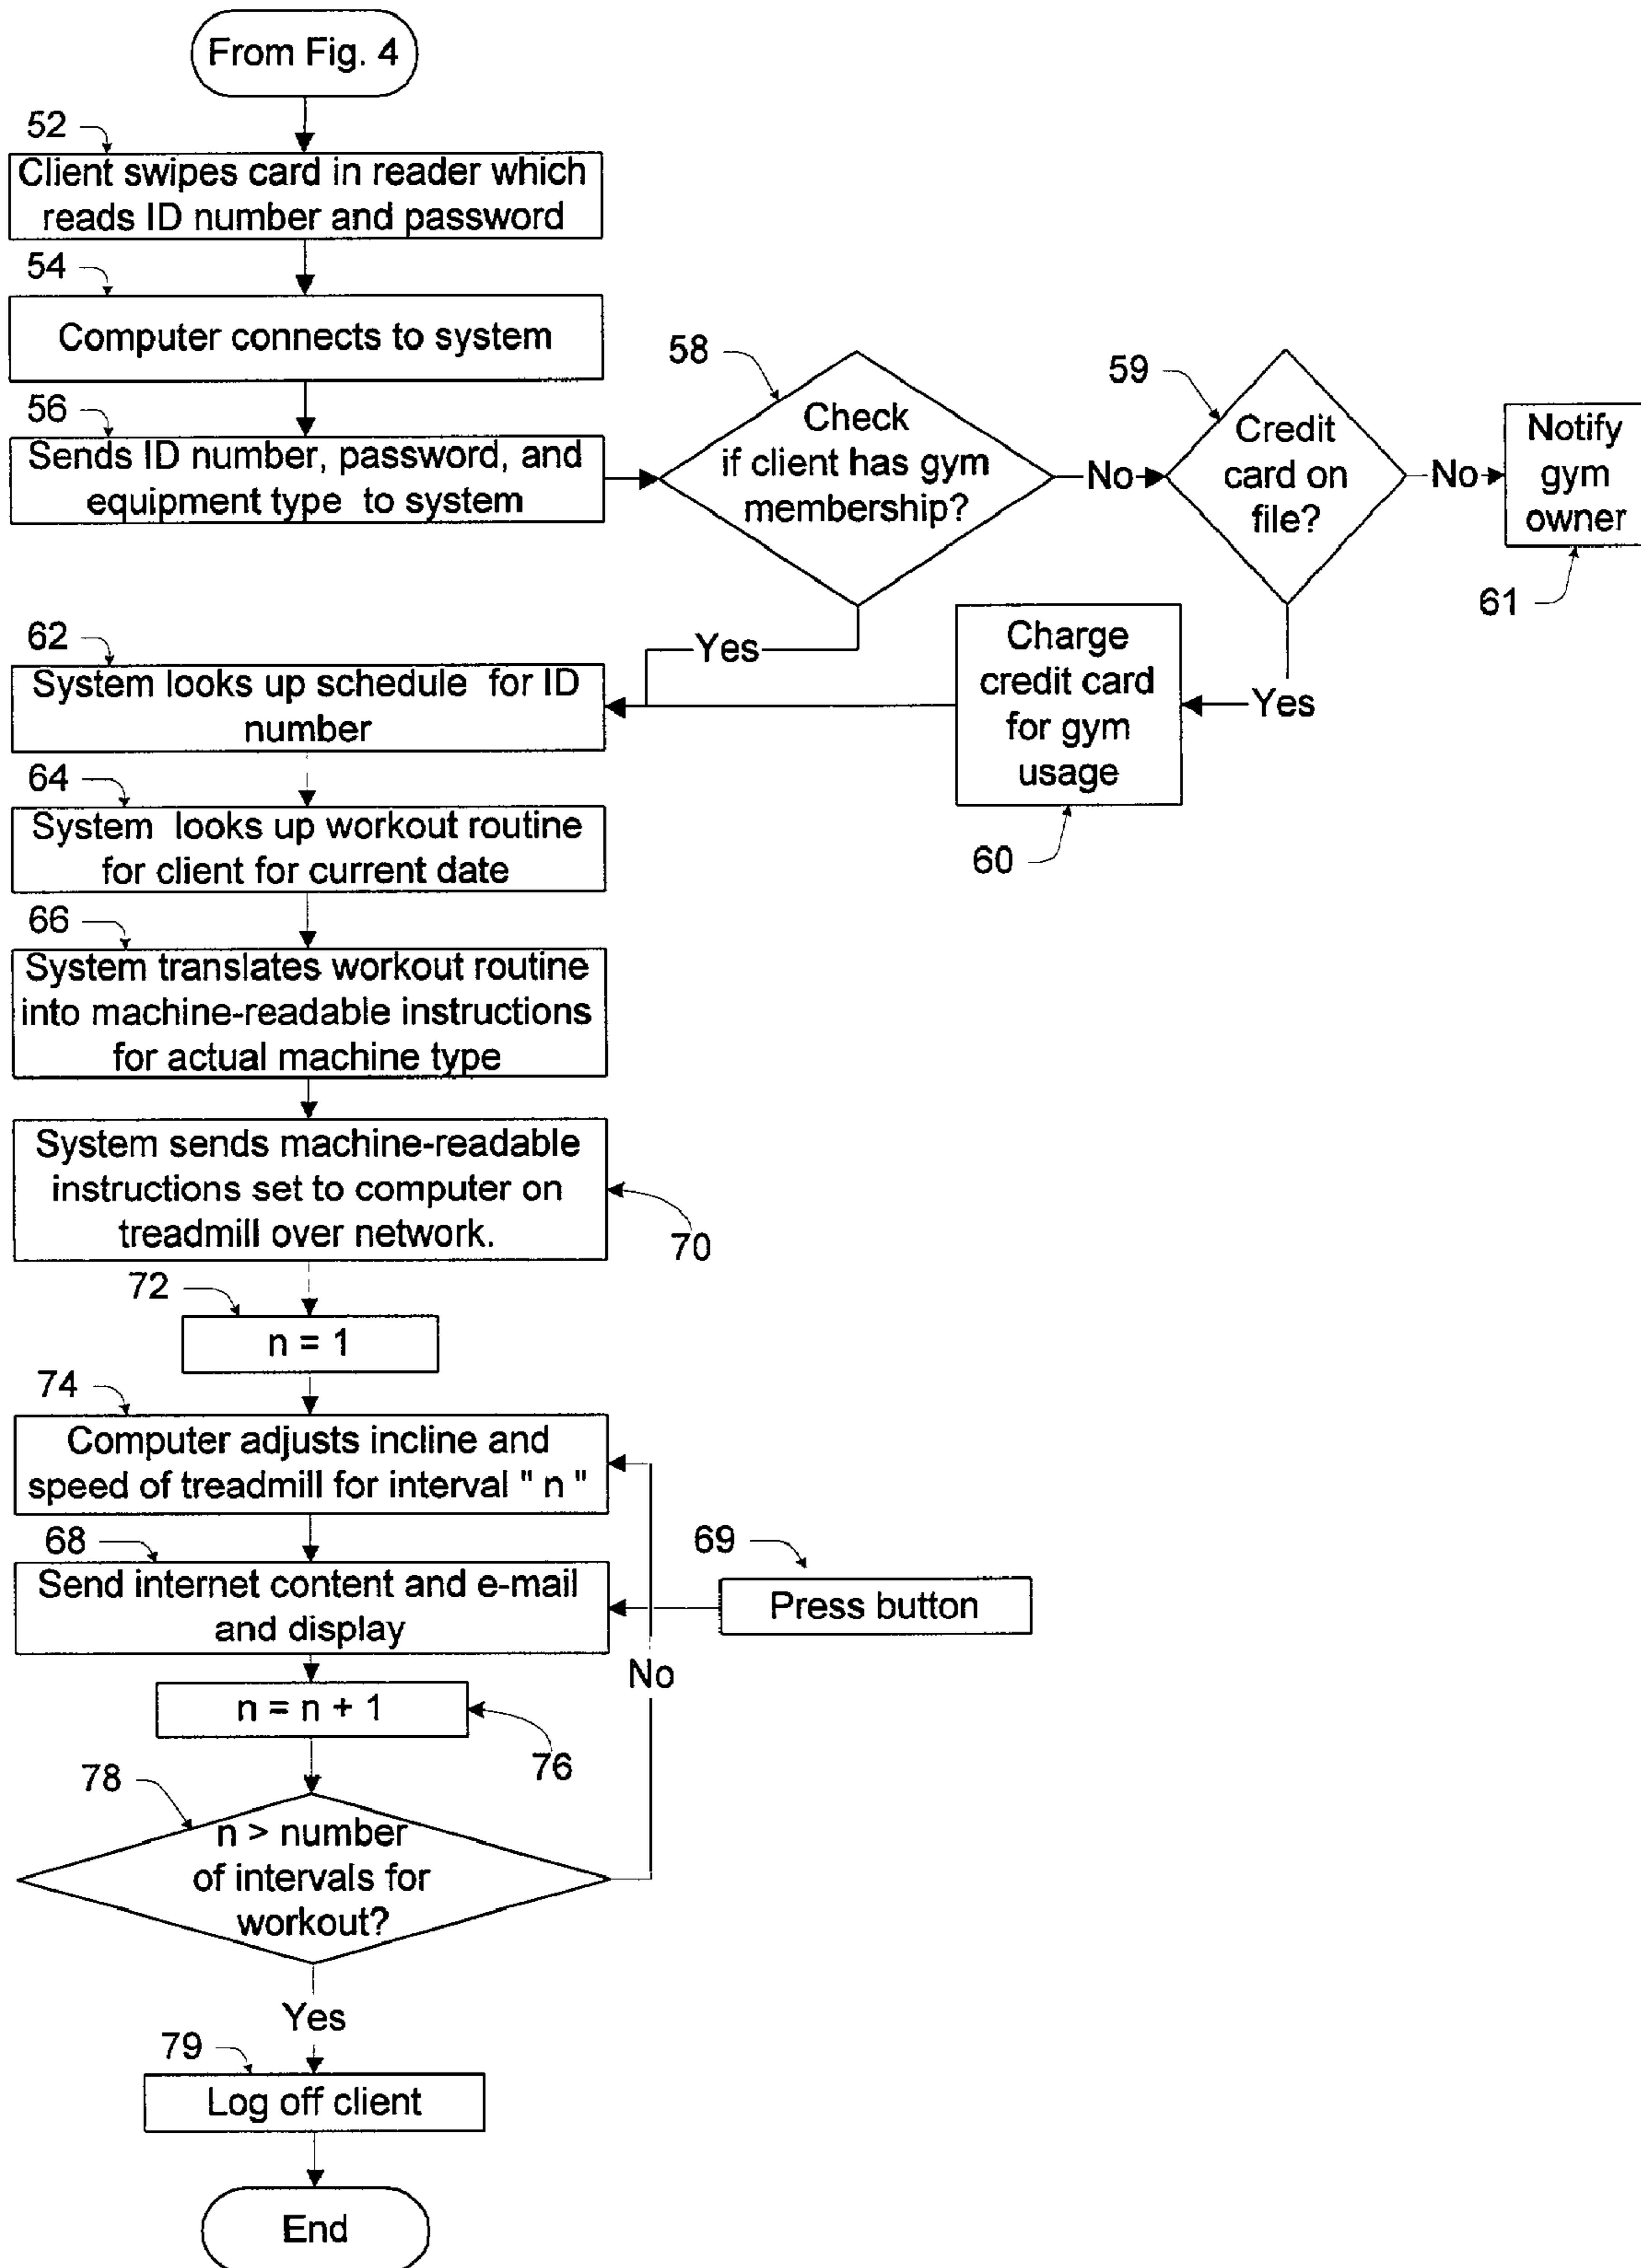 From Fig. 4
52
Client swipes card in reader which
reads ID number and password
54
Computer connects to system
56
Sends ID number, password, and
equipment type to system
58
Check
if client has gym
membership?
No
59
Credit
card on
file?
No
Notify
gym
owner
61
Yes
Yes
Charge
credit card
for gym
usage
60
62
System looks up schedule for ID
number
64
System looks up workout routine
for client for current date
66
System translates workout routine
into machine-readable instructions
for actual machine type
System sends machine-readable
instructions set to computer on
treadmill over network.
70
72
n = 1
74
Computer adjusts incline and
speed of treadmill for interval " n "
68
Send internet content and e-mail
and display
69
Press button
No
n = n + 1
76
78
n > number
of intervals for
workout?
Yes
79
Log off client
End